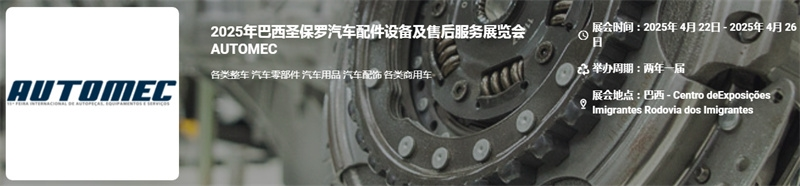 AUTOMEC
16ª FEIRA INTERNACIONAL DE AUTOPEÇAS, EQUIPAMENTOS E SERVIÇOS
2025年巴西圣保罗汽车配件设备及售后服务展览会
AUTOMEC
各类整车 汽车零部件 汽车用品 汽车配饰 各类商用车
展会时间：2025年 4月 22日 - 2025年 4月 26
日
举办周期：两年一届
展会地点：巴西 - Centro deExposições
Imigrantes Rodovia dos Imigrantes